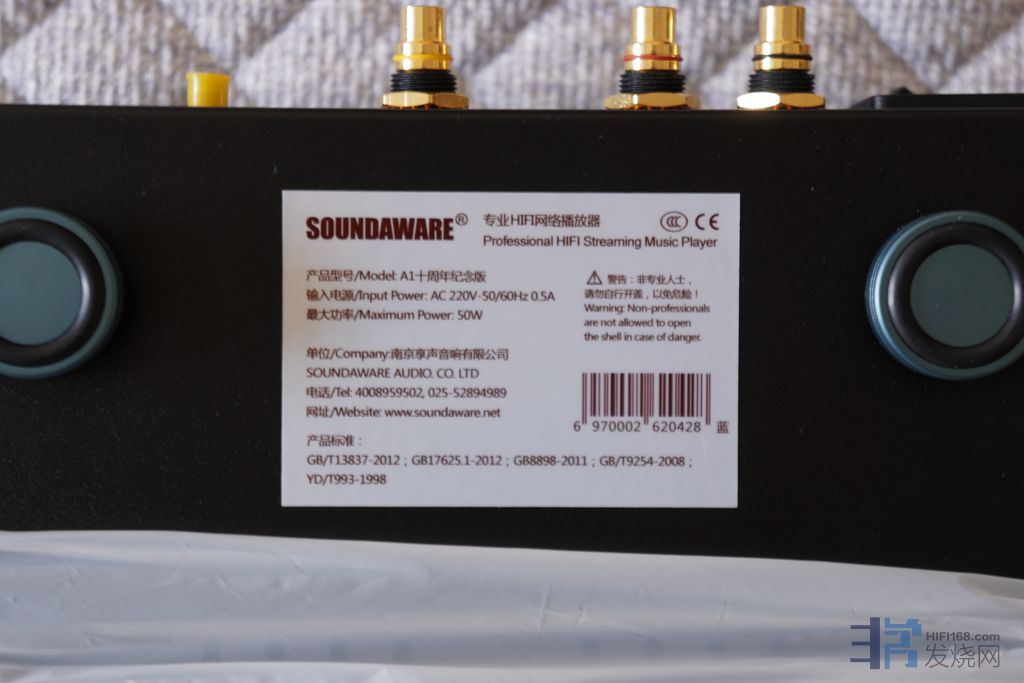 SOUNDAWARE®
专业HIFI网络播放器
Professional HIFI Streaming Music Player
CCC CE
产品型号/Model: A1十周年纪念版
输入电源/Input Power: AC 220V-50/60Hz 0.5A
最大功率/Maximum Power: 50W
警告：非专业人士，
请勿自行开盖，以免危险！
Warning: Non-professionals
are not allowed to open
the shell in case of danger.
单位/Company:南京享声音响有限公司
SOUNDAWARE AUDIO. CO. LTD
电话/Tel: 4008959502, 025-52894989
网址/Website: www.soundaware.net
6 970002 620428 蓝
产品标准：
GB/T13837-2012；GB17625.1-2012；GB8898-2011；GB/T9254-2008；
YD/T993-1998
HIFI168.com
发烧网